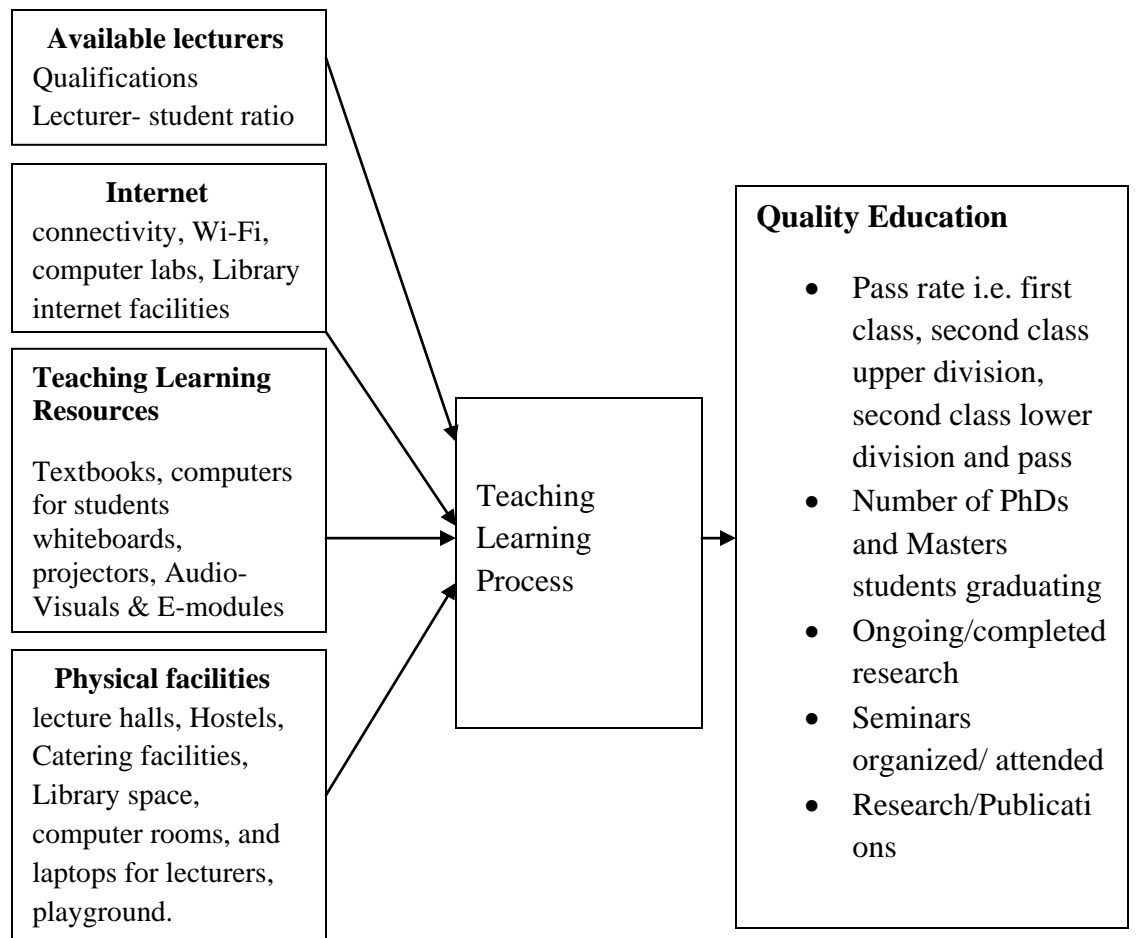 Available lecturers
Qualifications
Lecturer- student ratio
Internet
connectivity, Wi-Fi,
computer labs, Library
internet facilities
Teaching Learning
Resources
Textbooks, computers
for students
whiteboards,
projectors, Audio-
Visuals & E-modules
Physical facilities
lecture halls, Hostels,
Catering facilities,
Library space,
computer rooms, and
laptops for lecturers,
playground.
Teaching
Learning
Process
Quality Education
• Pass rate i.e. first
class, second class
upper division,
second class lower
division and pass
• Number of PhDs
and Masters
students graduating
• Ongoing/completed
research
• Seminars
organized/ attended
• Research/Publicati
ons